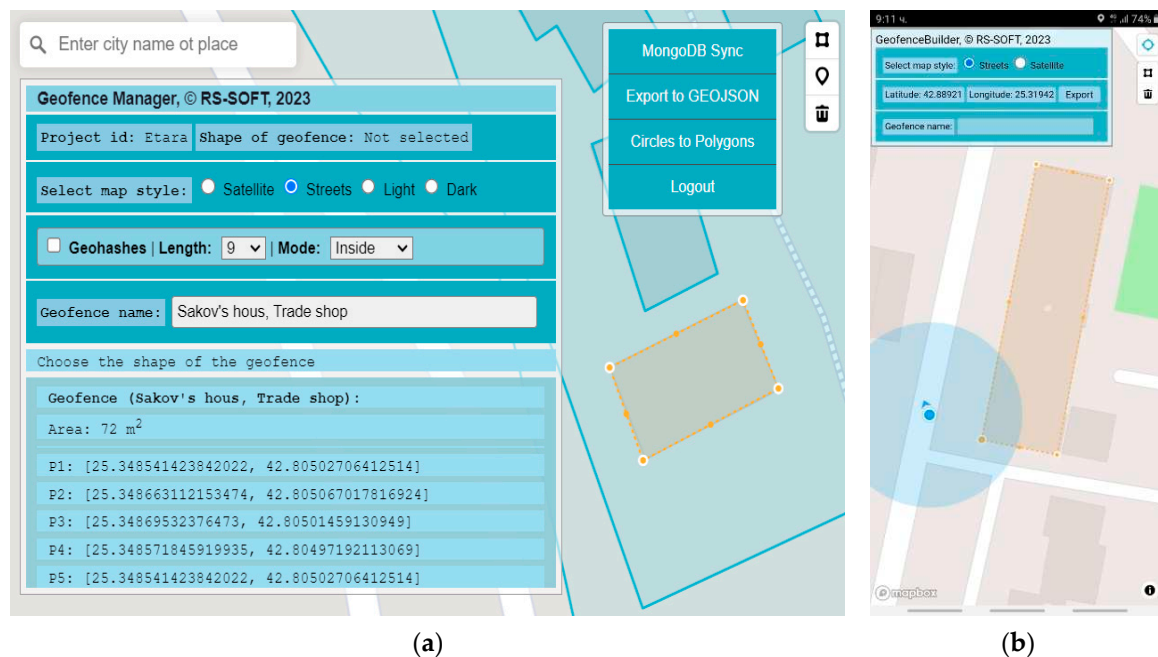 Enter city name ot place
Geofence Manager, © RS-SOFT, 2023
Project id: Etara Shape of geofence: Not selected
Select map style: Satellite Streets Light Dark
Geohashes | Length: 9 | Mode: Inside
Geofence name: Sakov's hous, Trade shop
Choose the shape of the geofence
Geofence (Sakov's hous, Trade shop):
Area: 72 m²
P1: [25.348541423842022, 42.80502706412514]
P2: [25.348663112153474, 42.805067017816924]
P3: [25.34869532376473, 42.80501459130949]
P4: [25.348571845919935, 42.80497192113069]
P5: [25.348541423842022, 42.80502706412514]
MongoDB Sync
Export to GEOJSON
Circles to Polygons
Logout
(a)
9:11 ч. 74%
GeofenceBuilder, © RS-SOFT, 2023
Select map style: Streets Satellite
Latitude: 42.88921 Longitude: 25.31942 Export
Geofence name:
mapbox
(b)